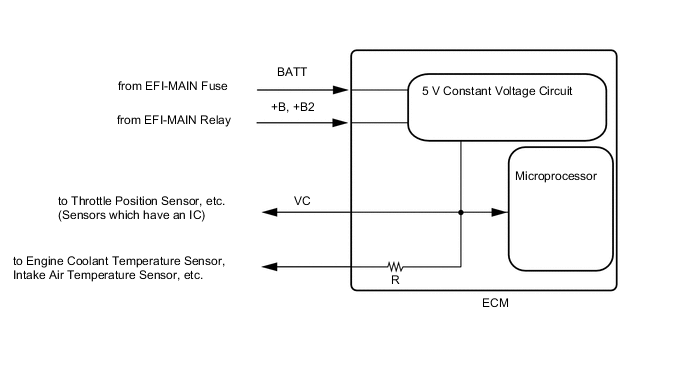 BATT
from EFI-MAIN Fuse
5 V Constant Voltage Circuit
+B, +B2
from EFI-MAIN Relay
Microprocessor
to Throttle Position Sensor, etc.
(Sensors which have an IC)
VC
to Engine Coolant Temperature Sensor,
Intake Air Temperature Sensor, etc.
R
ECM